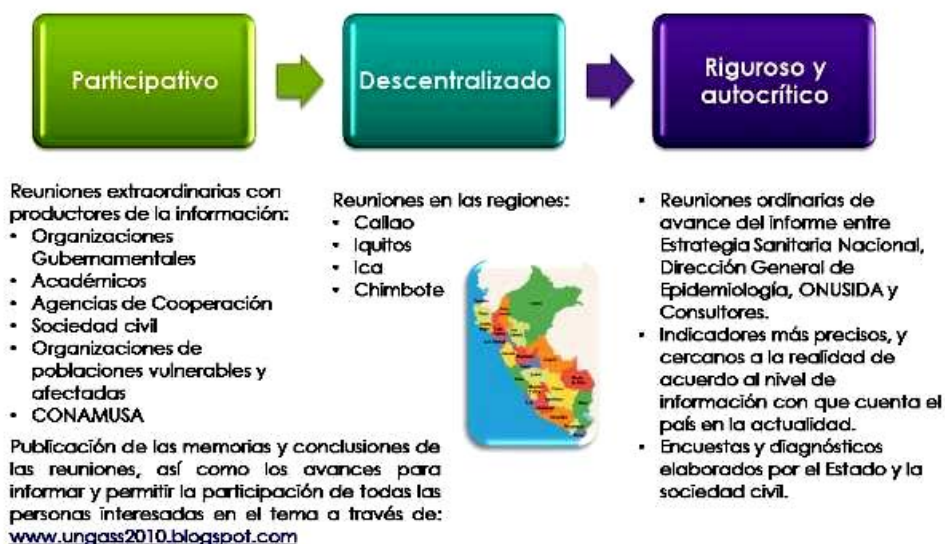 Participativo
Descentralizado
Riguroso y
autocrítico
Reuniones extraordinarias con
productores de la información:
• Organizaciones
Gubernamentales
• Académicos
• Agencias de Cooperación
• Sociedad civil
• Organizaciones de
poblaciones vulnerables y
afectadas
• CONAMUSA
Publicación de las memorias y conclusiones de
las reuniones, así como los avances para
informar y permitir la participación de todas las
personas interesadas en el tema a través de:
www.ungass2010.blogspot.com
Reuniones en las regiones:
• Callao
• Iquitos
• Ica
• Chimbote
• Reuniones ordinarias de
avance del informe entre
Estrategia Sanitaria Nacional,
Dirección General de
Epidemiología, ONUSIDA y
Consultores.
• Indicadores más precisos, y
cercanos a la realidad de
acuerdo al nivel de
información con que cuenta el
país en la actualidad.
• Encuestas y diagnósticos
elaborados por el Estado y la
sociedad civil.